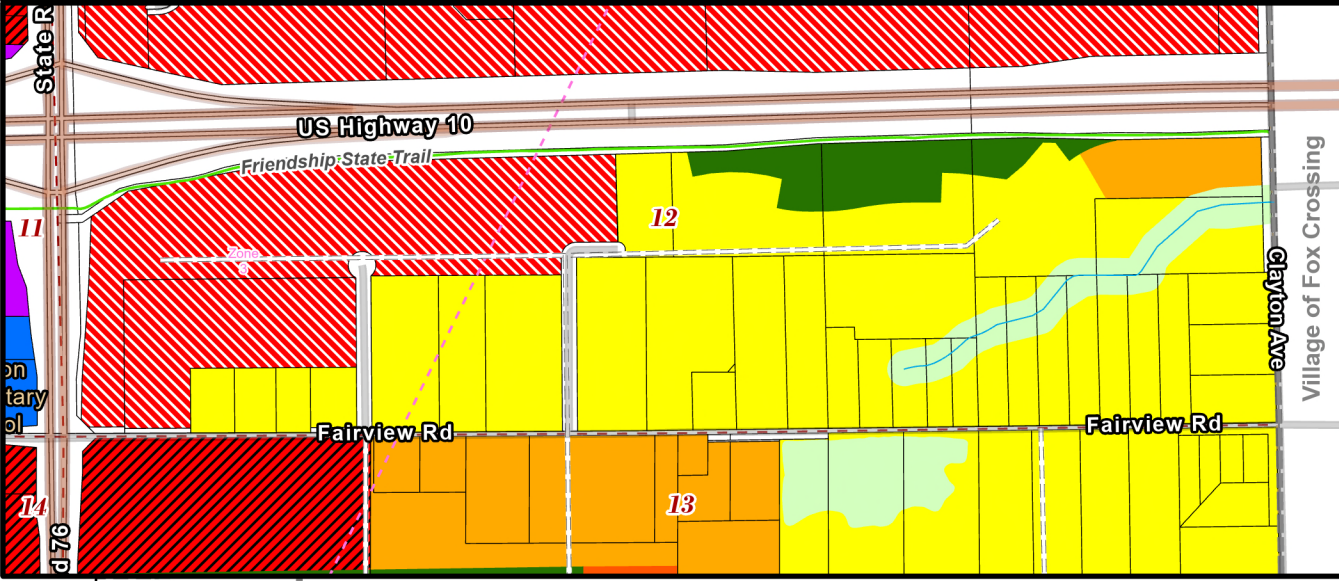 State R
US Highway 10
Friendship State Trail
11
12
Zone
3
Clayton Ave
Village of Fox Crossing
on
tary
ol
Fairview Rd
Fairview Rd
14
13
d 76